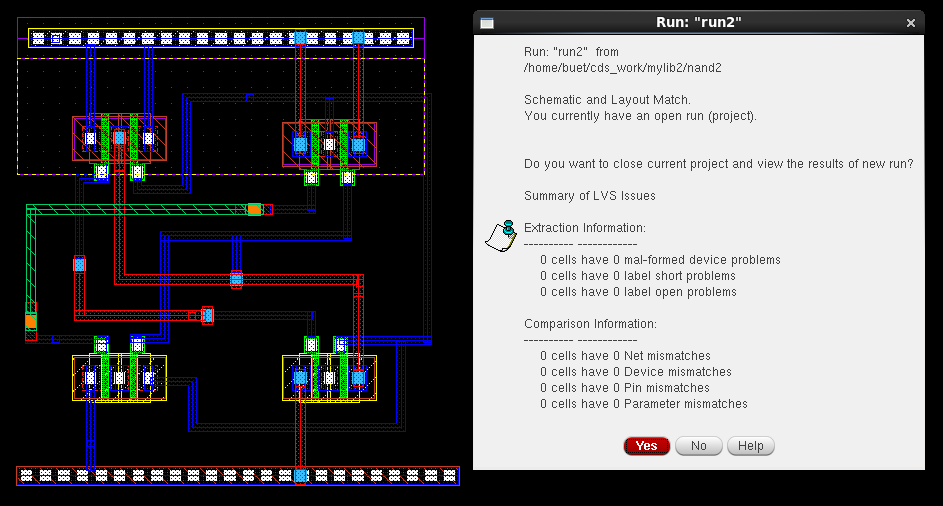 Run: "run2"
Run: "run2" from
/home/buet/cds_work/mylib2/nand2
Schematic and Layout Match.
You currently have an open run (project).
Do you want to close current project and view the results of new run?
Summary of LVS Issues
Extraction Information:
---------- ------------
0 cells have 0 mal-formed device problems
0 cells have 0 label short problems
0 cells have 0 label open problems
Comparison Information:
---------- ------------
0 cells have 0 Net mismatches
0 cells have 0 Device mismatches
0 cells have 0 Pin mismatches
0 cells have 0 Parameter mismatches
Yes No Help